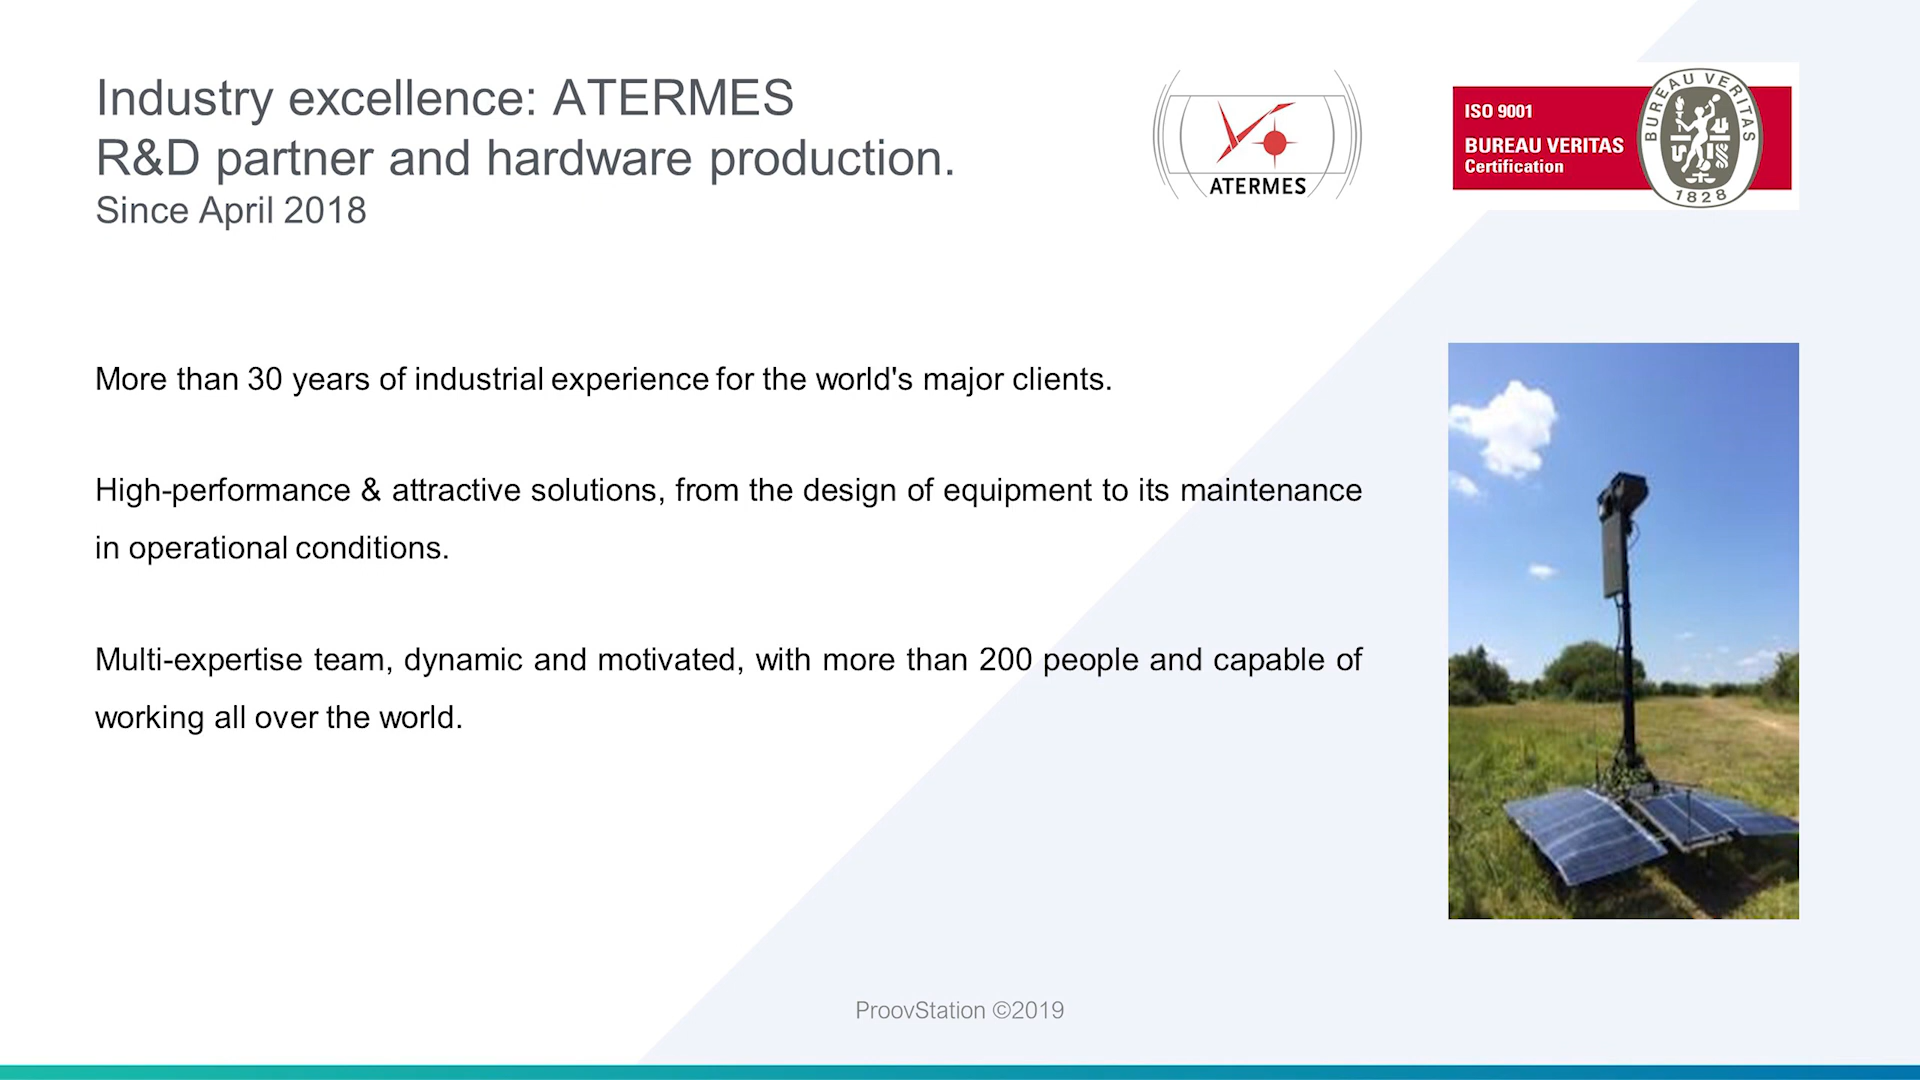 Industry excellence: ATERMES
R&D partner and hardware production.
Since April 2018
ATERMES
ISO 9001
BUREAU VERITAS
Certification
BUREAU VERITAS
1828
More than 30 years of industrial experience for the world's major clients.
High-performance & attractive solutions, from the design of equipment to its maintenance
in operational conditions.
Multi-expertise team, dynamic and motivated, with more than 200 people and capable of
working all over the world.
ProovStation ©2019